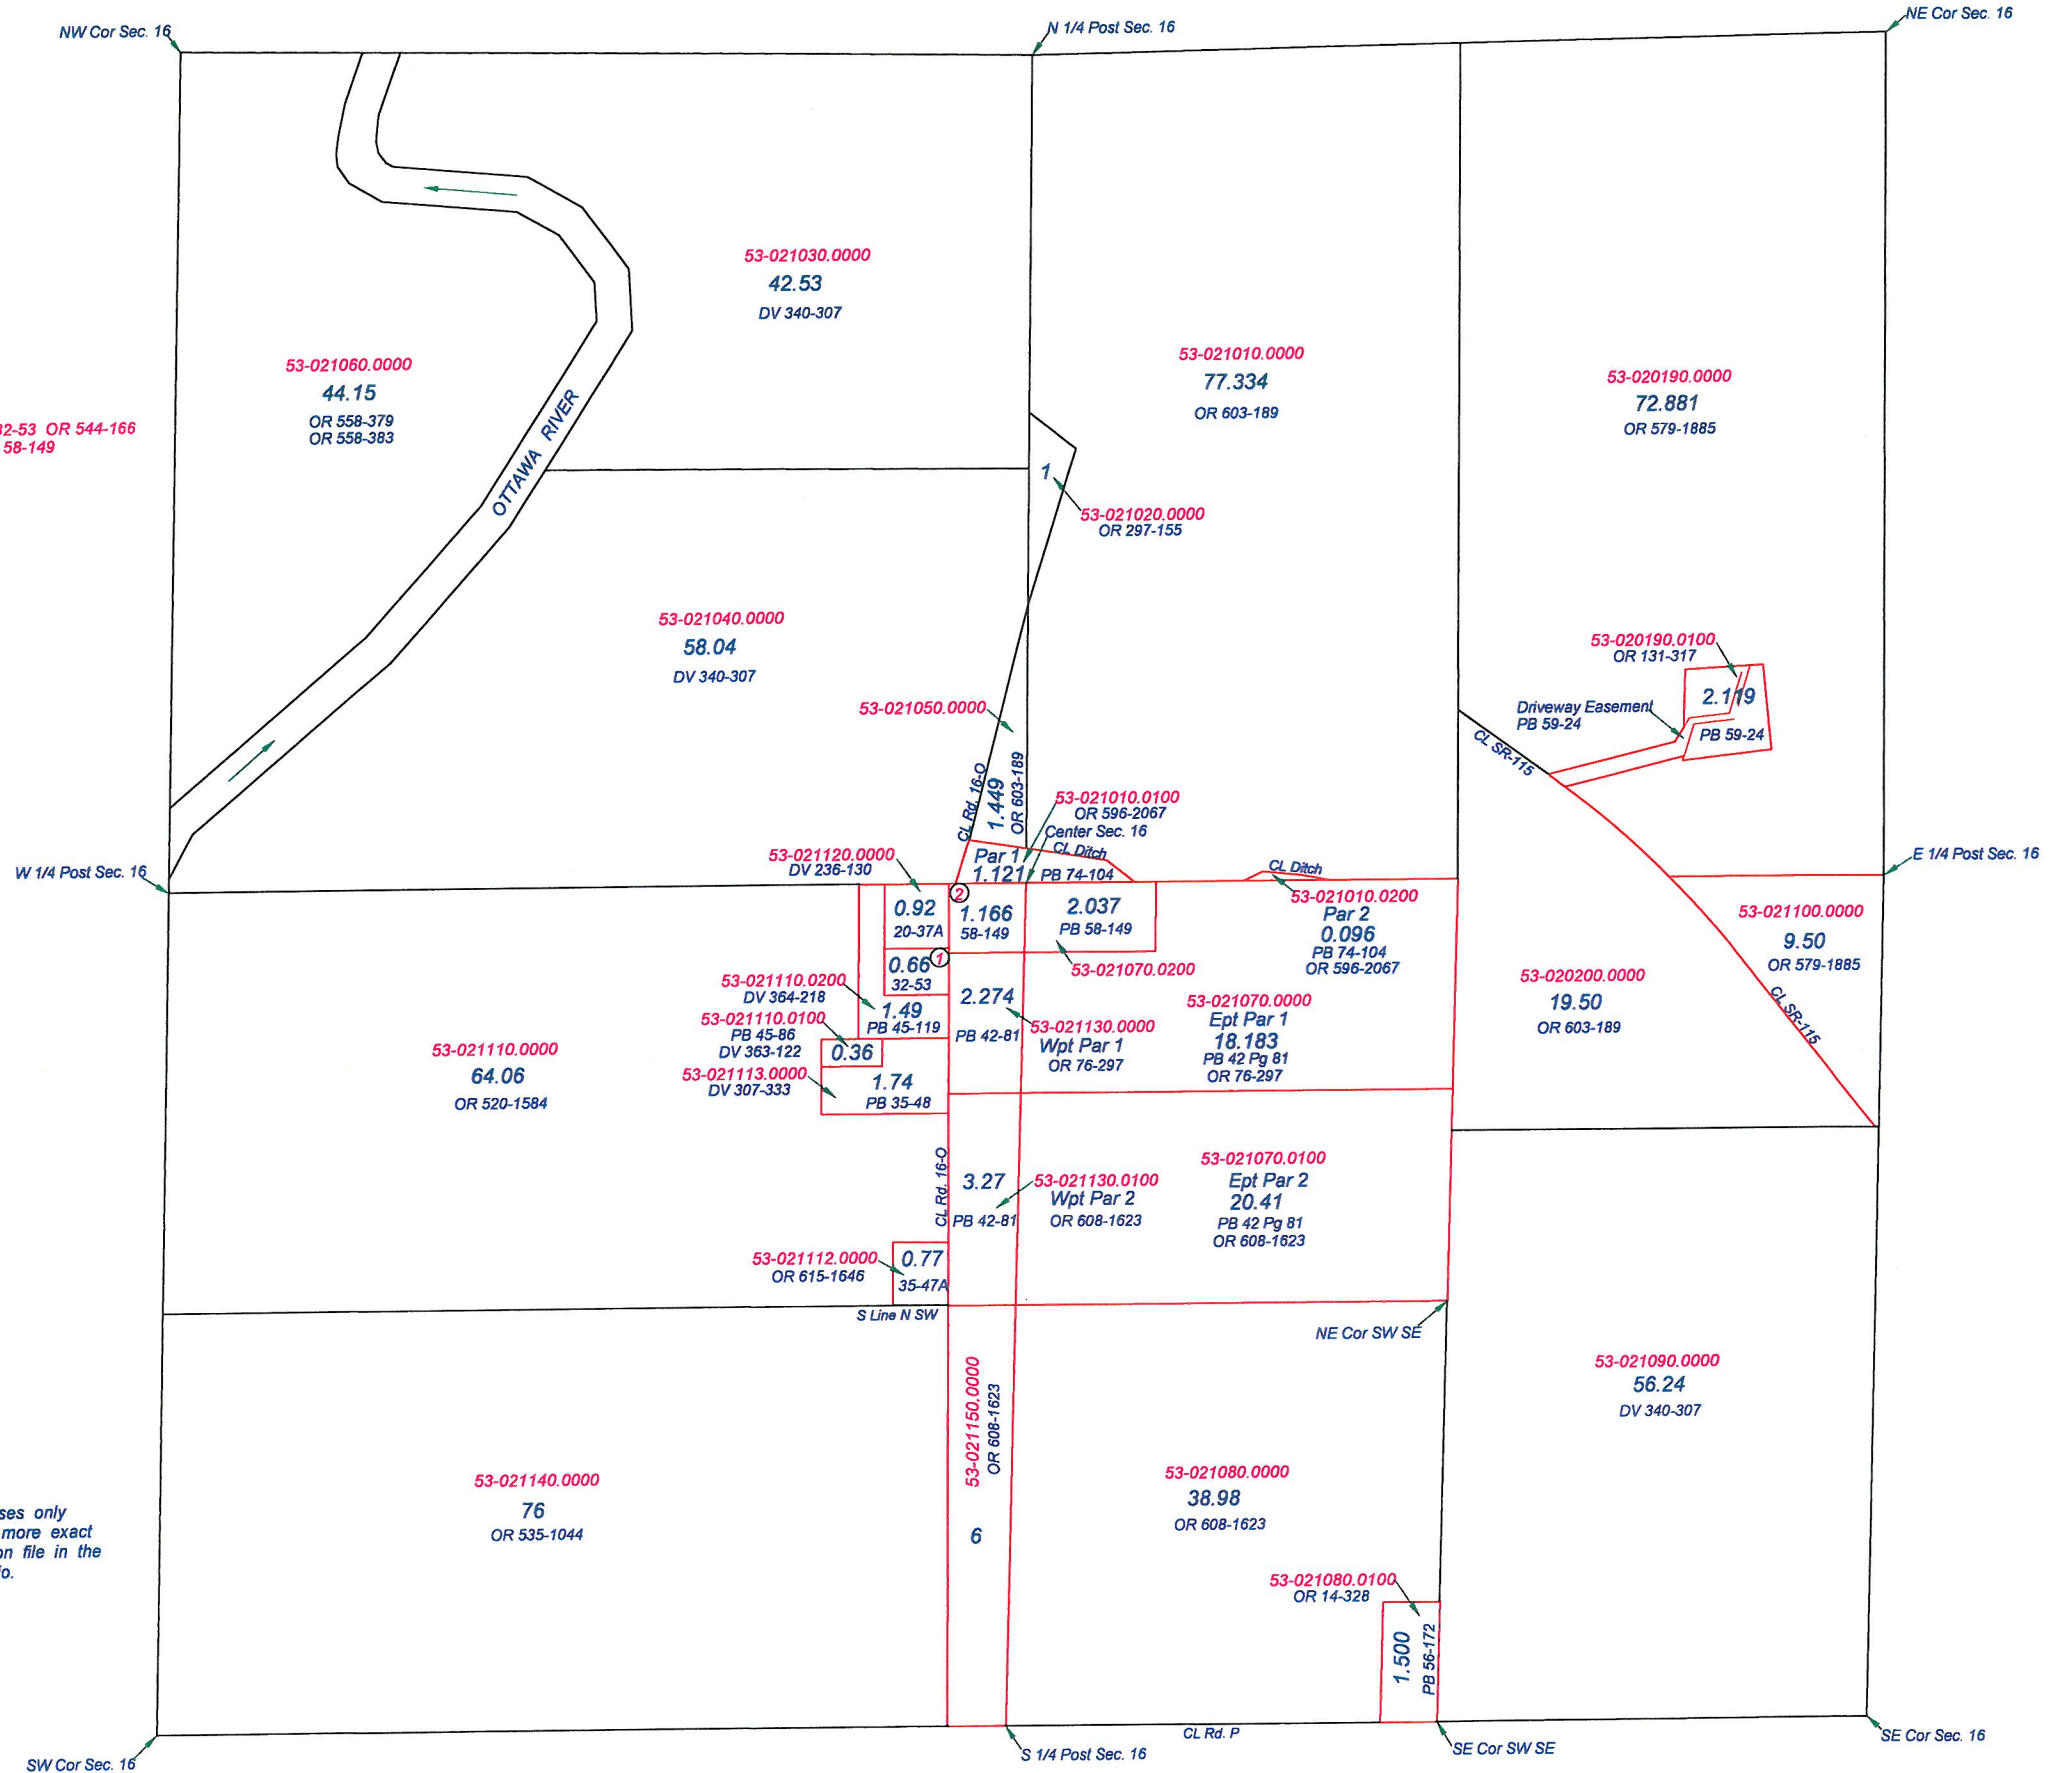 NW Cor Sec. 16
N 1/4 Post Sec. 16
NE Cor Sec. 16
53-021030.0000
42.53
DV 340-307
53-021060.0000
44.15
OR 558-379
OR 558-383
32-53 OR 544-166
58-149
OTTAWA RIVER
53-021010.0000
77.334
OR 603-189
53-020190.0000
72.881
OR 579-1885
1
53-021020.0000
OR 297-155
53-021040.0000
58.04
DV 340-307
53-021050.0000
CL Rd. 16-O
1.449
OR 603-189
53-020190.0100
OR 131-317
2.119
PB 59-24
Driveway Easement
PB 59-24
CL SR-115
53-021010.0100
OR 596-2067
Center Sec. 16
CL Ditch
Par 1
1.121
PB 74-104
CL Ditch
W 1/4 Post Sec. 16
E 1/4 Post Sec. 16
53-021120.0000
DV 236-130
2
0.92
20-37A
1.166
58-149
2.037
PB 58-149
53-021070.0200
53-021010.0200
Par 2
0.096
PB 74-104
OR 596-2067
53-021100.0000
9.50
OR 579-1885
1
0.66
32-53
53-021110.0200
DV 364-218
1.49
PB 45-119
53-021110.0100
PB 45-86
DV 363-122
0.36
53-021113.0000
DV 307-333
1.74
PB 35-48
2.274
PB 42-81
53-021130.0000
Wpt Par 1
OR 76-297
53-021070.0000
Ept Par 1
18.183
PB 42 Pg 81
OR 76-297
53-020200.0000
19.50
OR 603-189
CL SR-115
53-021110.0000
64.06
OR 520-1584
CL Rd. 16-O
3.27
PB 42-81
53-021130.0100
Wpt Par 2
OR 608-1623
53-021070.0100
Ept Par 2
20.41
PB 42 Pg 81
OR 608-1623
53-021112.0000
OR 615-1646
0.77
35-47A
S Line N SW
NE Cor SW SE
53-021150.0000
OR 608-1623
6
53-021090.0000
56.24
DV 340-307
53-021140.0000
76
OR 535-1044
53-021080.0000
38.98
OR 608-1623
ses only
more exact
on file in the
io.
53-021080.0100
OR 14-328
1.500
PB 56-172
CL Rd. P
SW Cor Sec. 16
S 1/4 Post Sec. 16
SE Cor SW SE
SE Cor Sec. 16